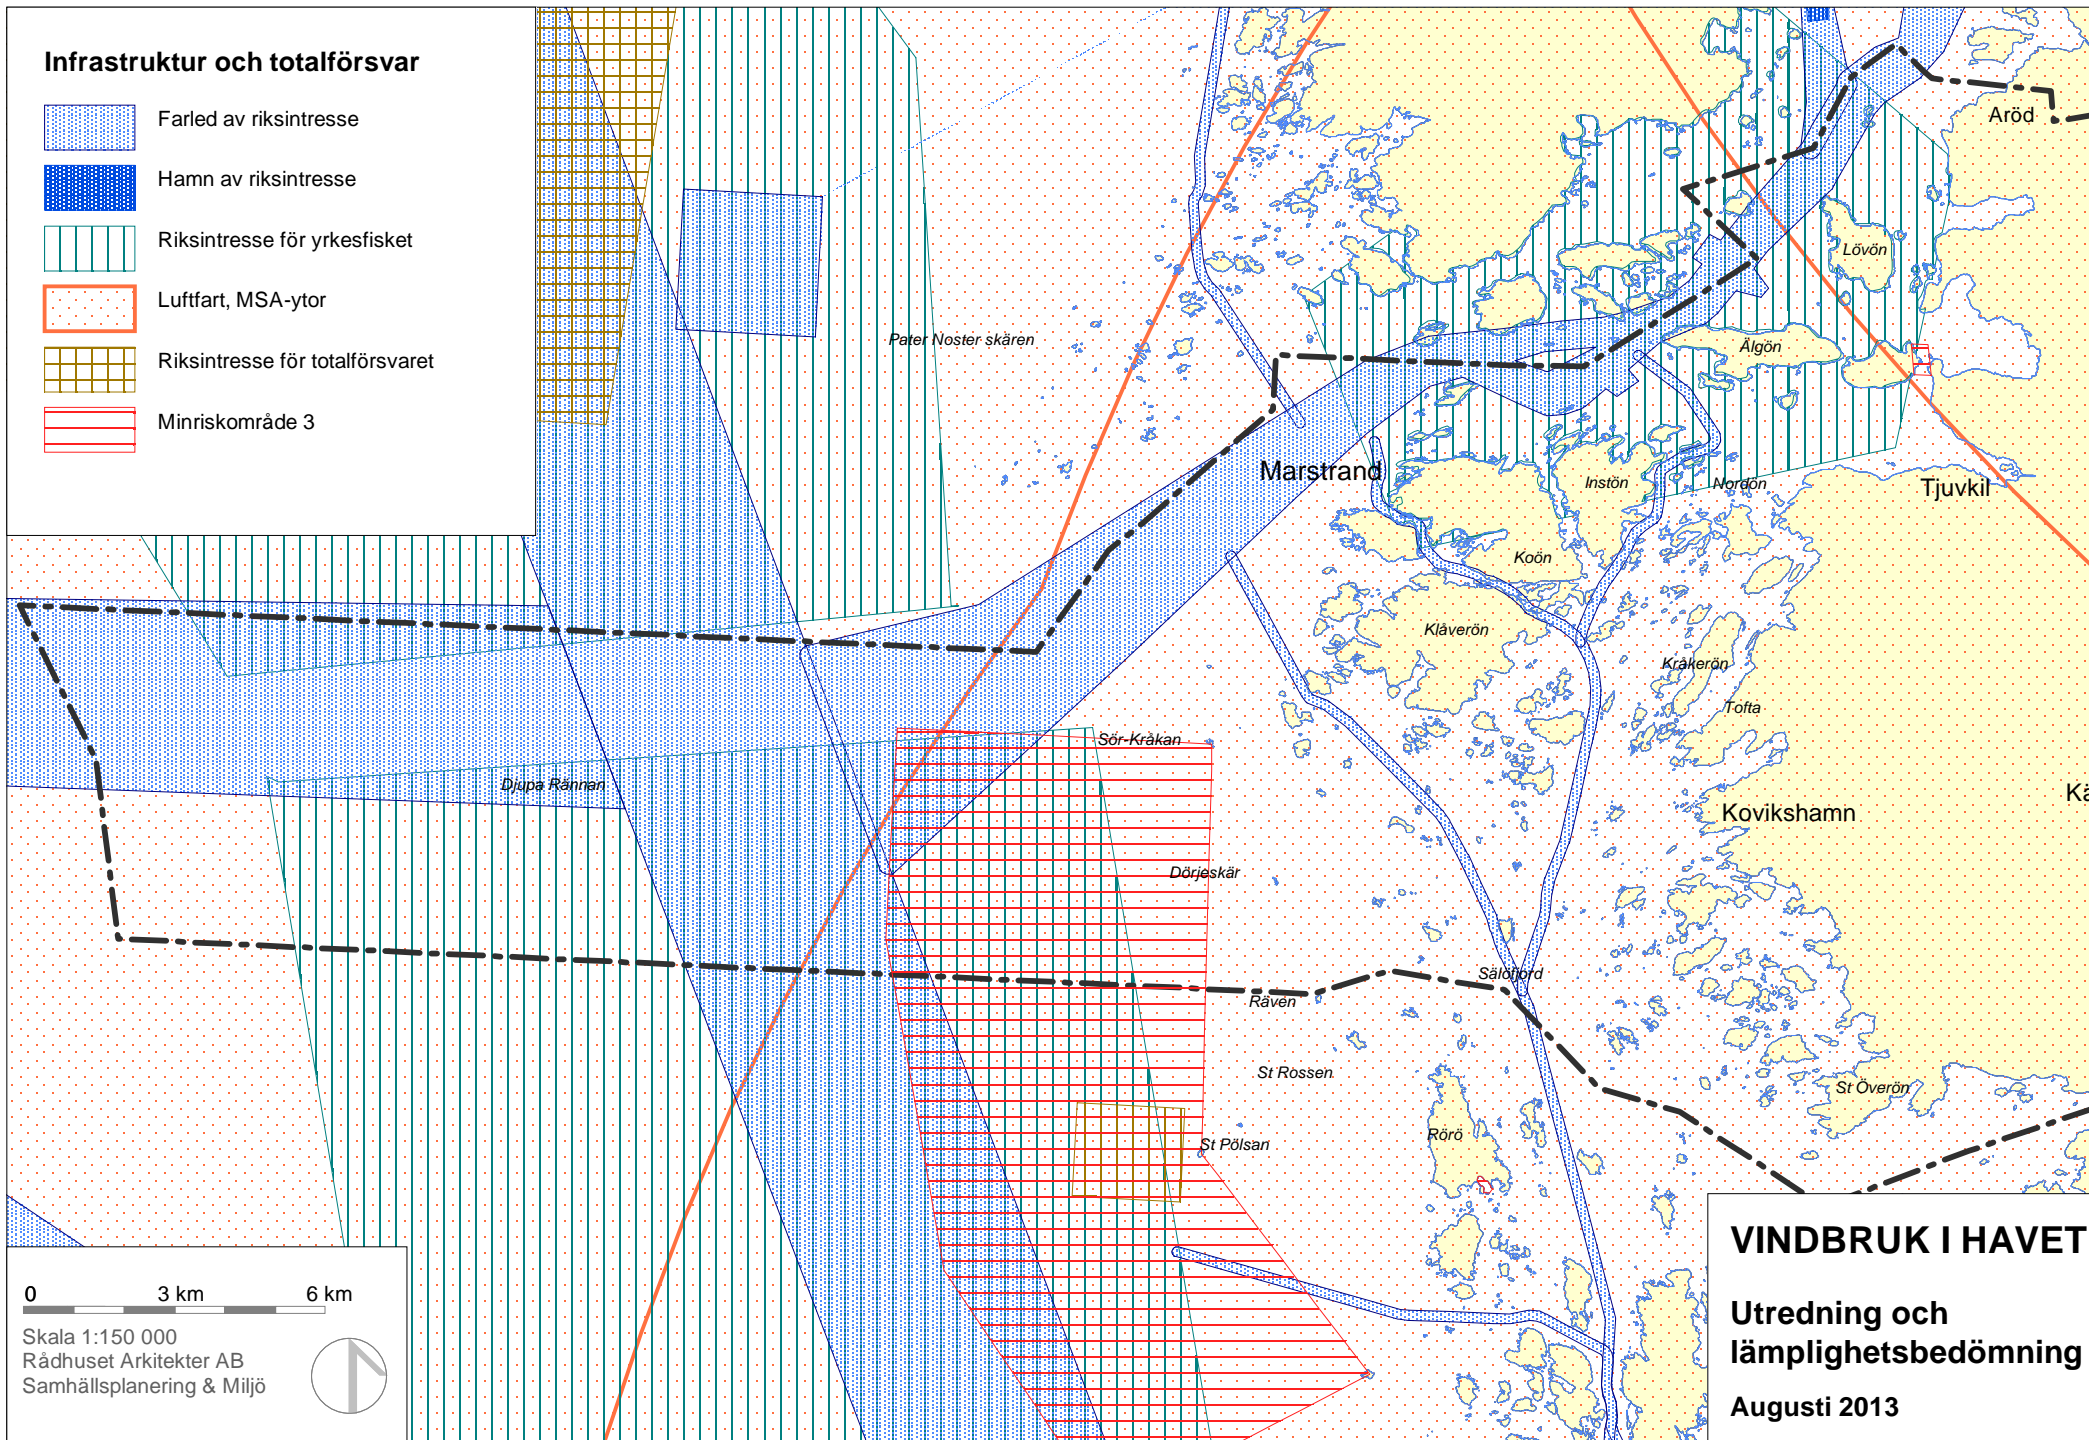 Infrastruktur och totalförsvar
Farled av riksintresse
Hamn av riksintresse
Riksintresse för yrkesfisket
Luftfart, MSA-ytor
Riksintresse för totalförsvaret
Minriskområde 3
Aröd
Lövön
Pater Noster skären
Älgön
Marstrand
Instön
Nordön
Tjuvkil
Koön
Klåverön
Kråkerön
Tofta
Sör-Kråkan
Djupa Rännan
Kä
Kovikshamn
Dörjeskär
Sälöfjord
Räven
St Rossen
St Överön
Rörö
St Pölsan
0 3 km 6 km
Skala 1:150 000
Rådhuset Arkitekter AB
Samhällsplanering & Miljö
VINDBRUK I HAVET
Utredning och
lämplighetsbedömning
Augusti 2013